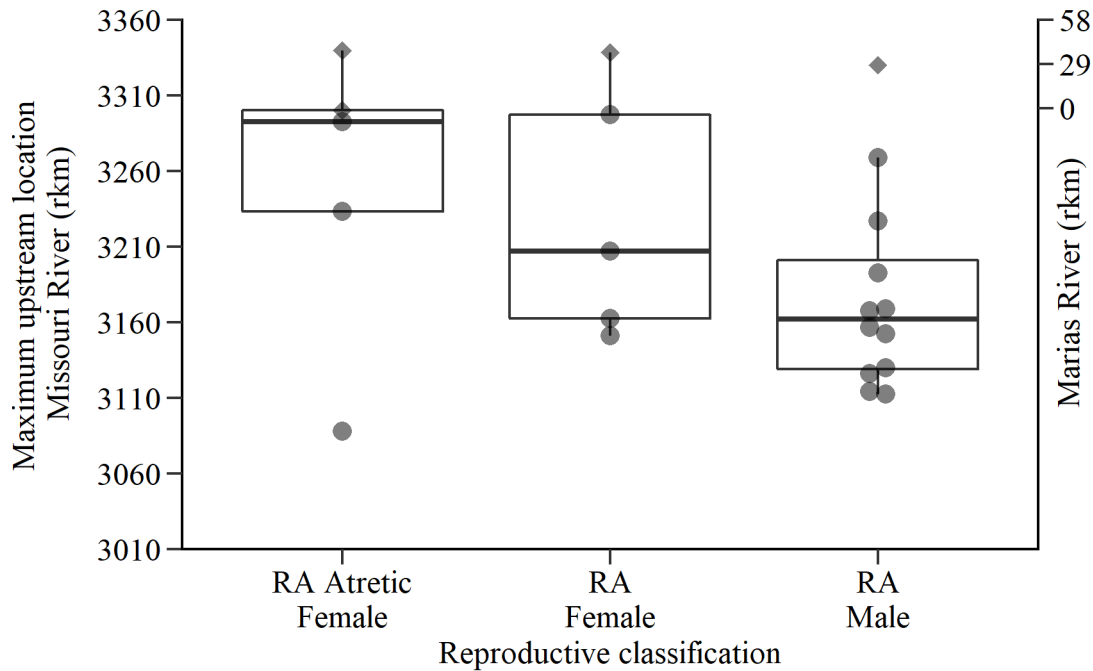 Maximum upstream location
Missouri River (rkm)
3360
3310
3260
3210
3160
3110
3060
3010
58
29
0
Marias River (rkm)
RA Atretic
Female
RA
Female
RA
Male
Reproductive classification